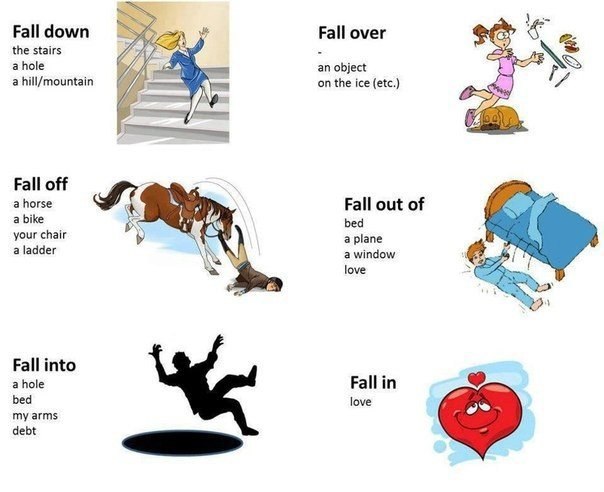 Fall down
the stairs
a hole
a hill/mountain
Fall over
-
an object
on the ice (etc.)
Fall off
a horse
a bike
your chair
a ladder
Fall out of
bed
a plane
a window
love
Fall into
a hole
bed
my arms
debt
Fall in
love